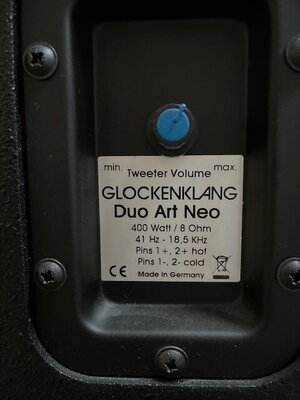 min. max.
Tweeter Volume
GLOCKENKLANG
Duo Art Neo
400 Watt / 8 Ohm
41 Hz - 18,5 KHz
Pins 1+, 2+ hot
Pins 1-, 2- cold
CE Made in Germany